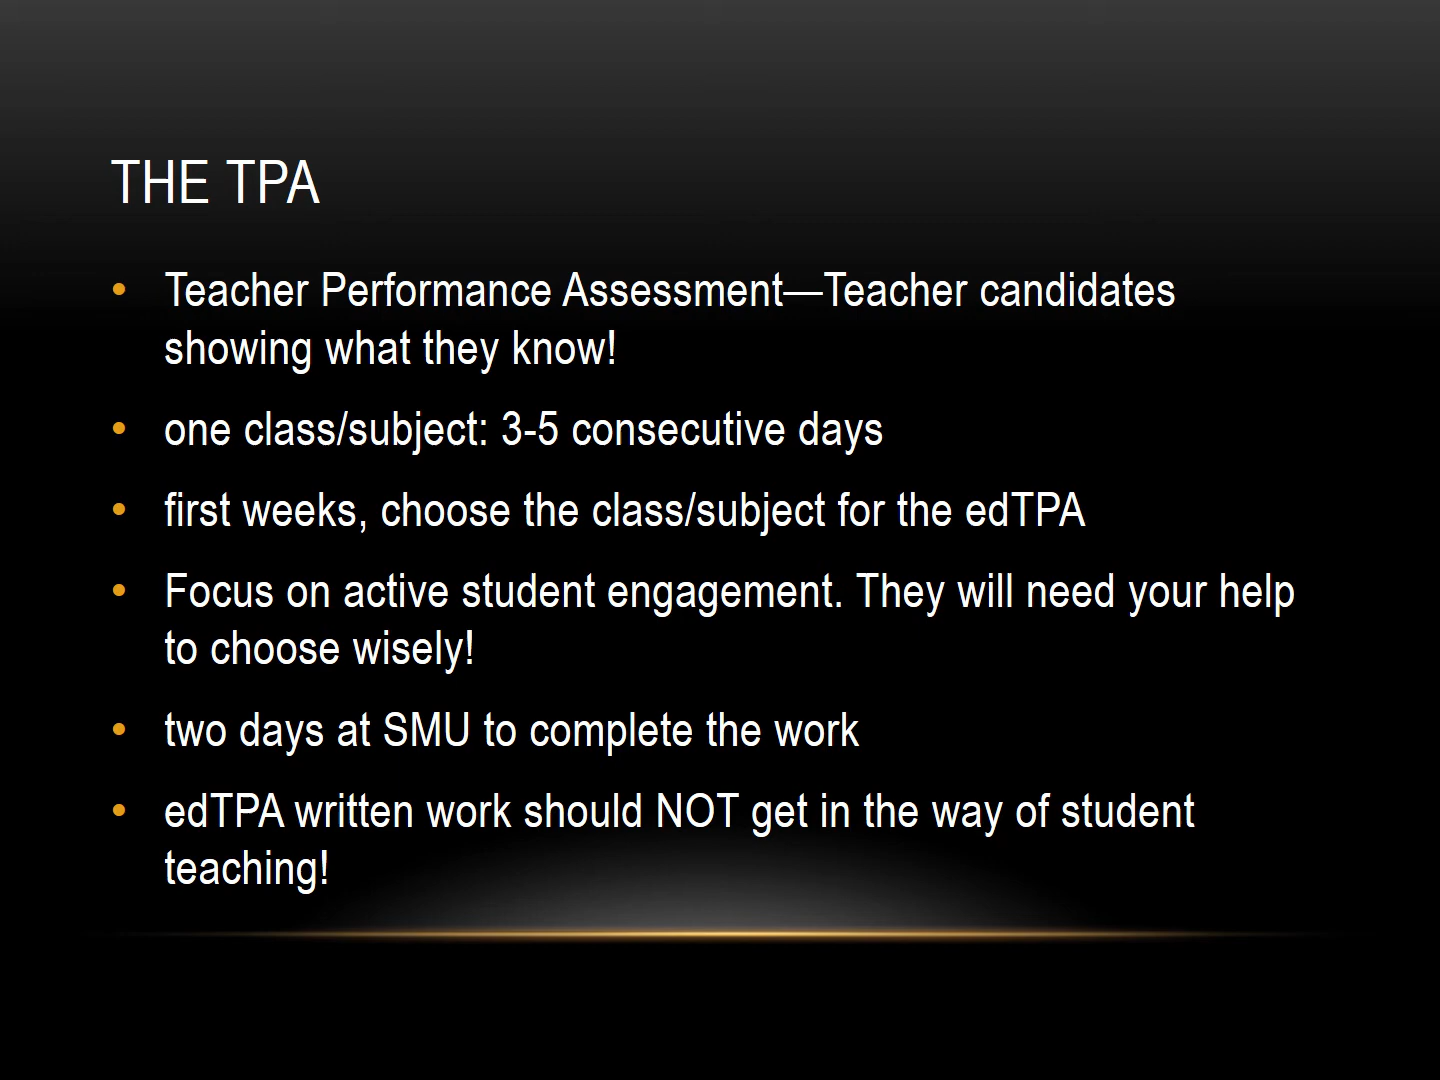 THE TPA
• Teacher Performance Assessment—Teacher candidates
showing what they know!
• one class/subject: 3-5 consecutive days
• first weeks, choose the class/subject for the edTPA
• Focus on active student engagement. They will need your help
to choose wisely!
• two days at SMU to complete the work
• edTPA written work should NOT get in the way of student
teaching!